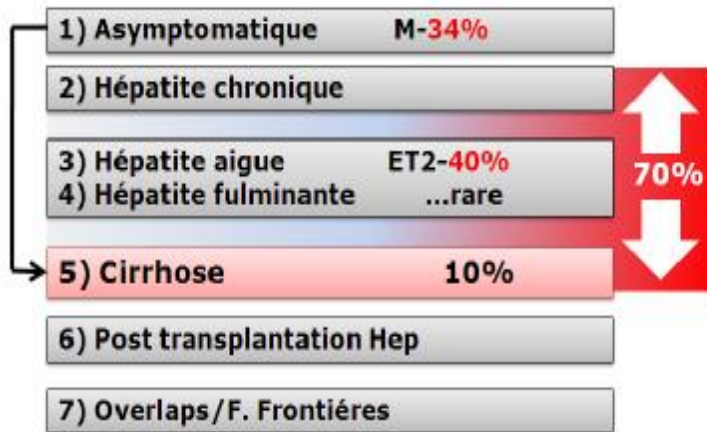 1) Asymptomatique M-34%
2) Hépatite chronique
3) Hépatite aigue ET2-40%
4) Hépatite fulminante ...rare
70%
5) Cirrhose 10%
6) Post transplantation Hep
7) Overlaps/F. Frontiéres